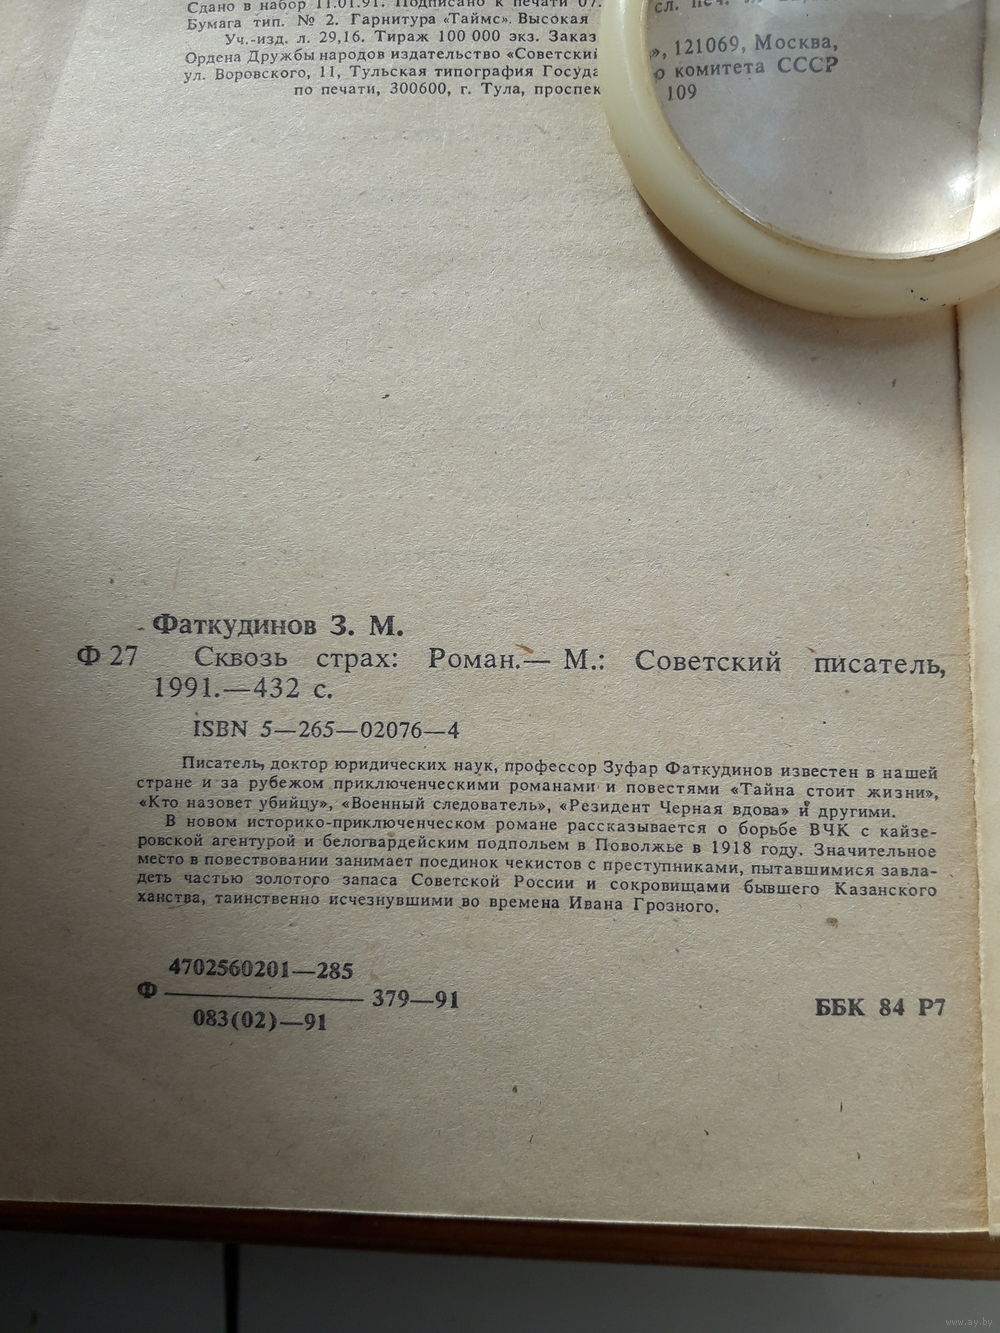 Сдано в набор 11.01.91. Подписано к печати 07.
Бумага тип. № 2. Гарнитура «Таймс». Высокая
сл. печ. л.
Уч.-изд. л. 29,16. Тираж 100 000 экз. Заказ
Ордена Дружбы народов издательство «Советски
», 121069, Москва,
ул. Воровского, 11, Тульская типография Госуда
о комитета СССР
по печати, 300600, г. Тула, проспек
109
Фаткудинов З. М.
Ф 27 Сквозь страх: Роман.— М.: Советский писатель,
1991.—432 с.
ISBN 5—265—02076—4
Писатель, доктор юридических наук, профессор Зуфар Фаткудинов известен в нашей
стране и за рубежом приключенческими романами и повестями «Тайна стоит жизни»,
«Кто назовет убийцу», «Военный следователь», «Резидент Черная вдова» и другими.
В новом историко-приключенческом романе рассказывается о борьбе ВЧК с кайзе-
ровской агентурой и белогвардейским подпольем в Поволжье в 1918 году. Значительное
место в повествовании занимает поединок чекистов с преступниками, пытавшимися завла-
деть частью золотого запаса Советской России и сокровищами бывшего Казанского
ханства, таинственно исчезнувшими во времена Ивана Грозного.
4702560201—285
Ф 379—91
083(02)—91
ББК 84 Р7
www.ay.by